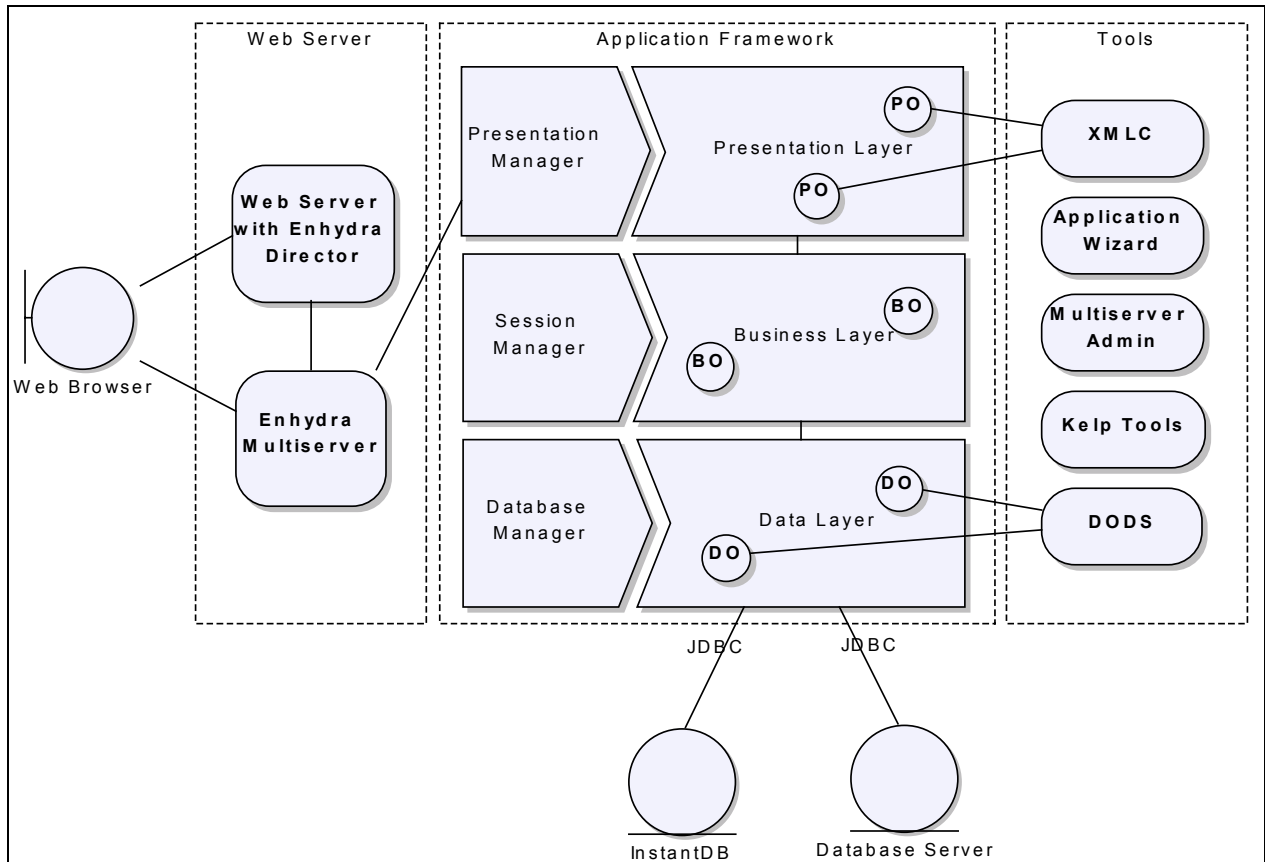 Web Server
Application Framework
Tools
Web Server
with Enhydra
Director
Enhydra
Multiserver
Web Browser
Presentation
Manager
PO
Presentation Layer
PO
Session
Manager
BO
Business Layer
BO
Database
Manager
DO
Data Layer
DO
XMLC
Application
Wizard
Multiserver
Admin
Kelp Tools
DODS
JDBC
JDBC
InstantDB
Database Server